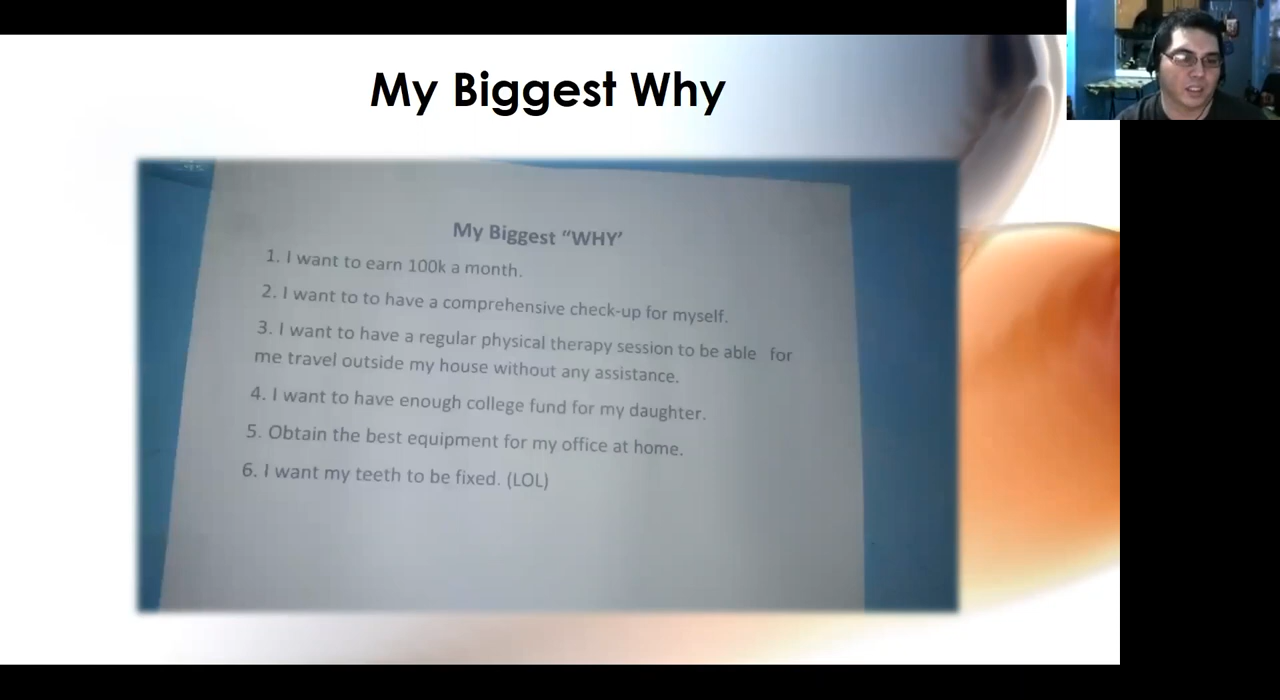 My Biggest Why
My Biggest “WHY’
1. I want to earn 100k a month.
2. I want to to have a comprehensive check-up for myself.
3. I want to have a regular physical therapy session to be able for
me travel outside my house without any assistance.
4. I want to have enough college fund for my daughter.
5. Obtain the best equipment for my office at home.
6. I want my teeth to be fixed. (LOL)